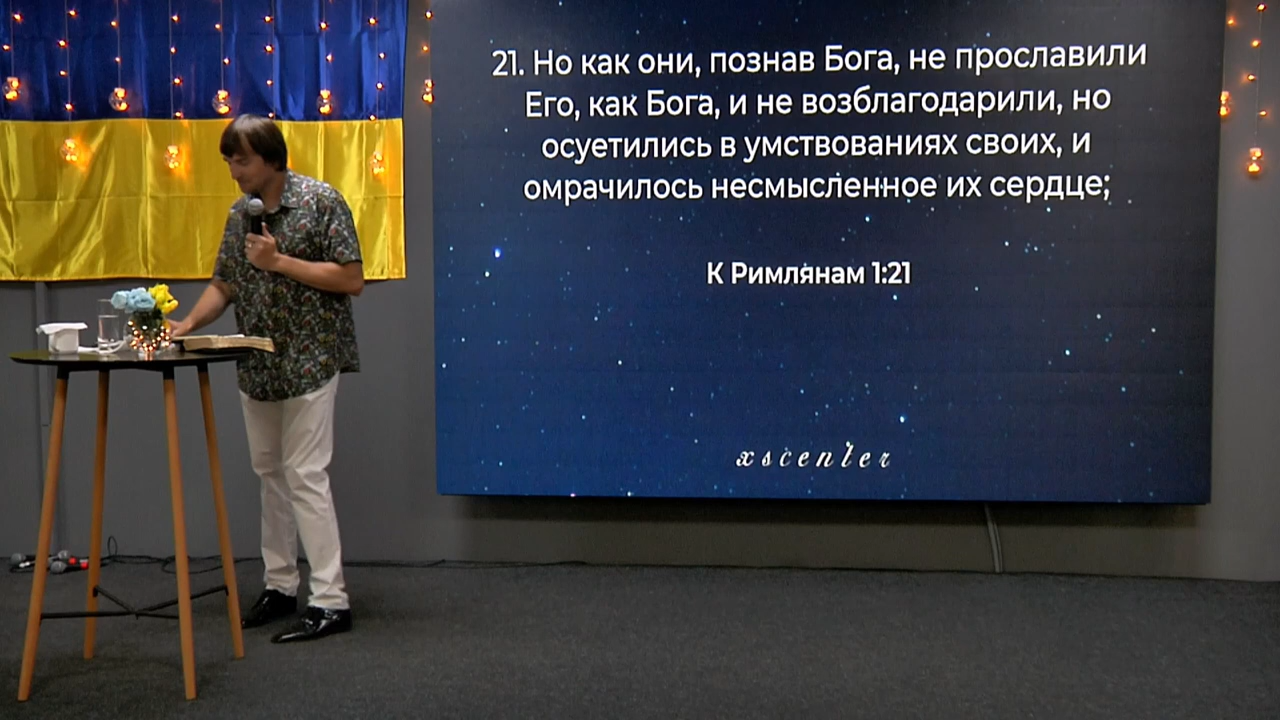 21. Но как они, познав Бога, не прославили
Его, как Бога, и не возблагодарили, но
осуетились в умствованиях своих, и
омрачилось несмысленное их сердце;
К Римлянам 1:21
xscenter